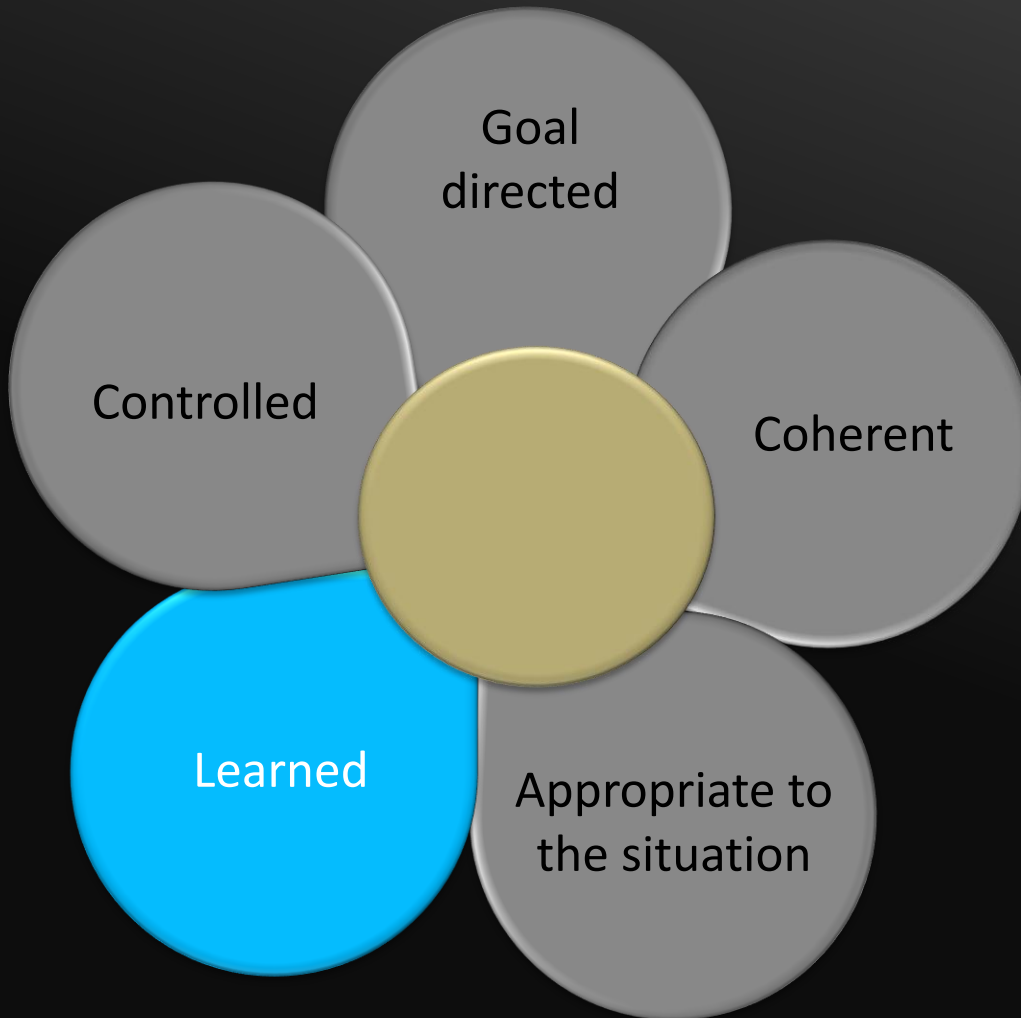 Goal
directed
Controlled
Coherent
Learned
Appropriate to
the situation